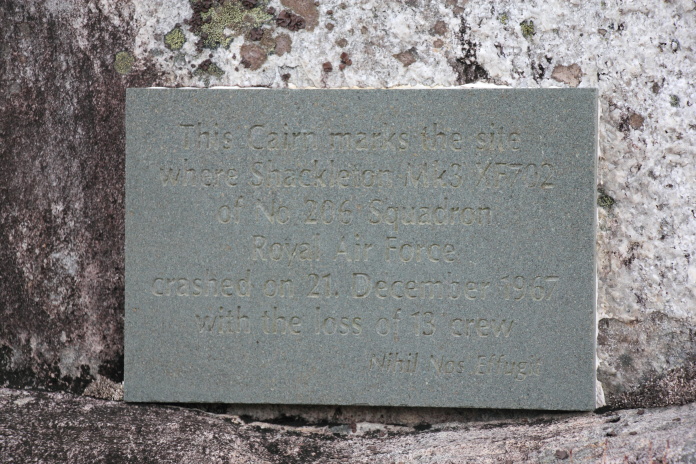 This Cairn marks the site
where Shackleton Mk3 XF702
of No. 206 Squadron
Royal Air Force
crashed on 21. December 1967
with the loss of 13 crew
Nihil Nos Effugit